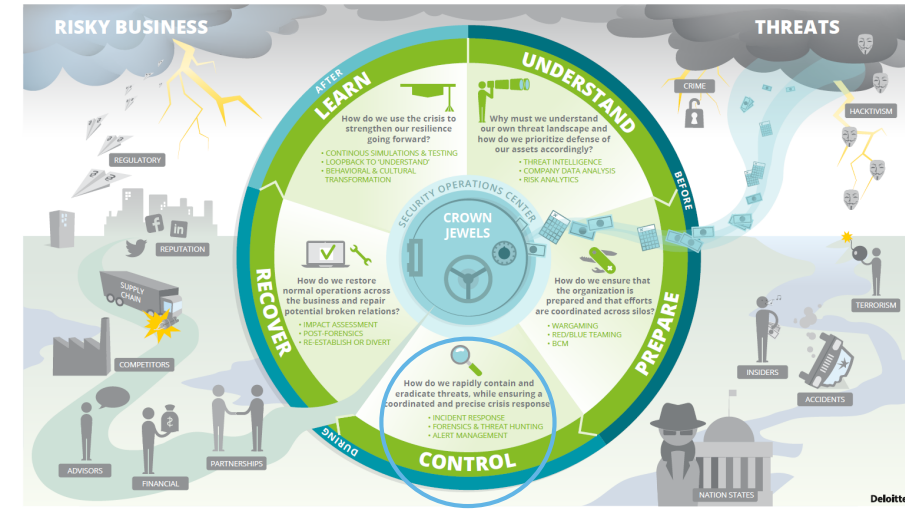 RISKY BUSINESS
THREATS
AFTER
LEARN
How do we use the crisis to
strengthen our resilience
going forward?
• CONTINOUS SIMULATIONS & TESTING
• LOOPBACK TO 'UNDERSTAND'
• BEHAVIORAL & CULTURAL
TRANSFORMATION
UNDERSTAND
Why must we understand
our own threat landscape and
how do we prioritize defense of
our assets accordingly?
• THREAT INTELLIGENCE
• COMPANY DATA ANALYSIS
• RISK ANALYTICS
BEFORE
SECURITY OPERATIONS CENTER
CROWN
JEWELS
RECOVER
How do we restore
normal operations across
the business and repair
potential broken relations?
• IMPACT ASSESSMENT
• POST-FORENSICS
• RE-ESTABLISH OR DIVERT
PREPARE
How do we ensure that
the organization is
prepared and that efforts
are coordinated across silos?
• WARGAMING
• RED/BLUE TEAMING
• BCM
How do we rapidly contain and
eradicate threats, while ensuring a
coordinated and precise crisis response
• INCIDENT RESPONSE
• FORENSICS & THREAT HUNTING
• ALERT MANAGEMENT
CONTROL
DURING
REGULATORY
f
in
REPUTATION
SUPPLY
CHAIN
COMPETITORS
ADVISORS
$
FINANCIAL
PARTNERSHIPS
CRIME
HACKTIVISM
TERRORISM
INSIDERS
ACCIDENTS
NATION STATES
Deloitte